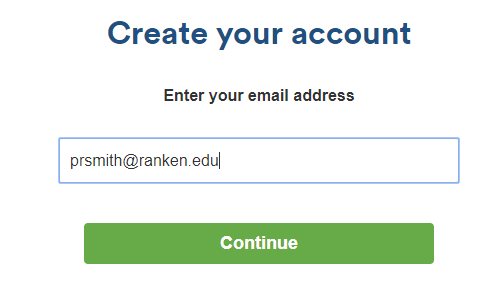 Create your account
Enter your email address
prsmith@ranken.edu
Continue